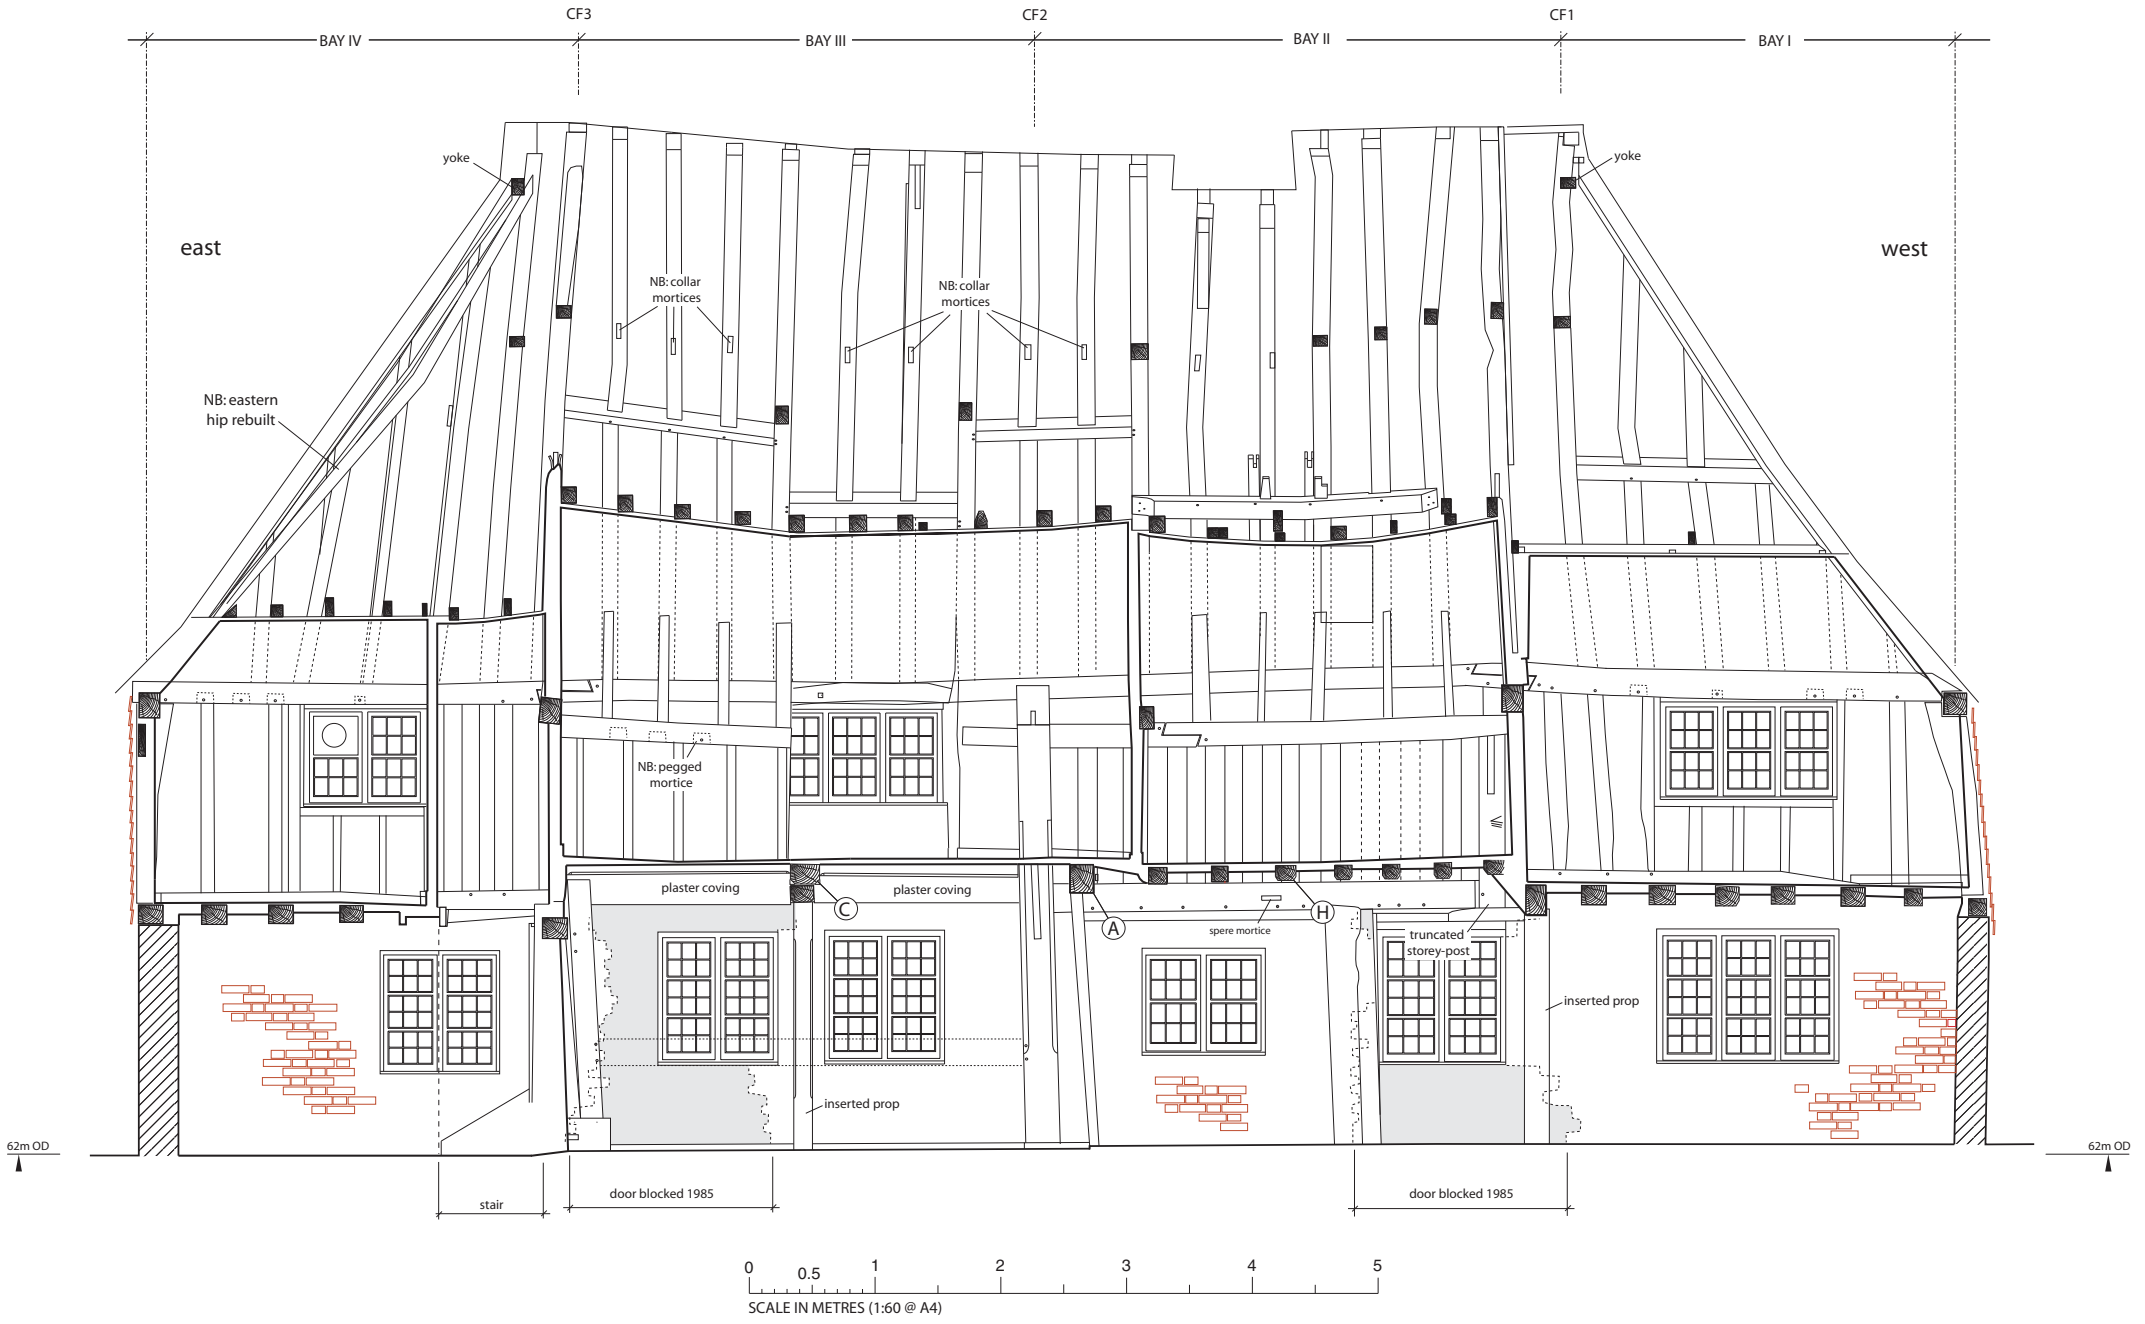 CF3 CF2 CF1
BAY IV BAY III BAY II BAY I
yoke yoke
east west
NB: collar
mortices
NB: collar
mortices
NB: eastern
hip rebuilt
NB: pegged
mortice
plaster coving plaster coving
C
A
H
spere mortice
truncated
storey-post
inserted prop
inserted prop
62m OD 62m OD
stair
door blocked 1985 door blocked 1985
0 0.5 1 2 3 4 5
SCALE IN METRES (1:60 @ A4)